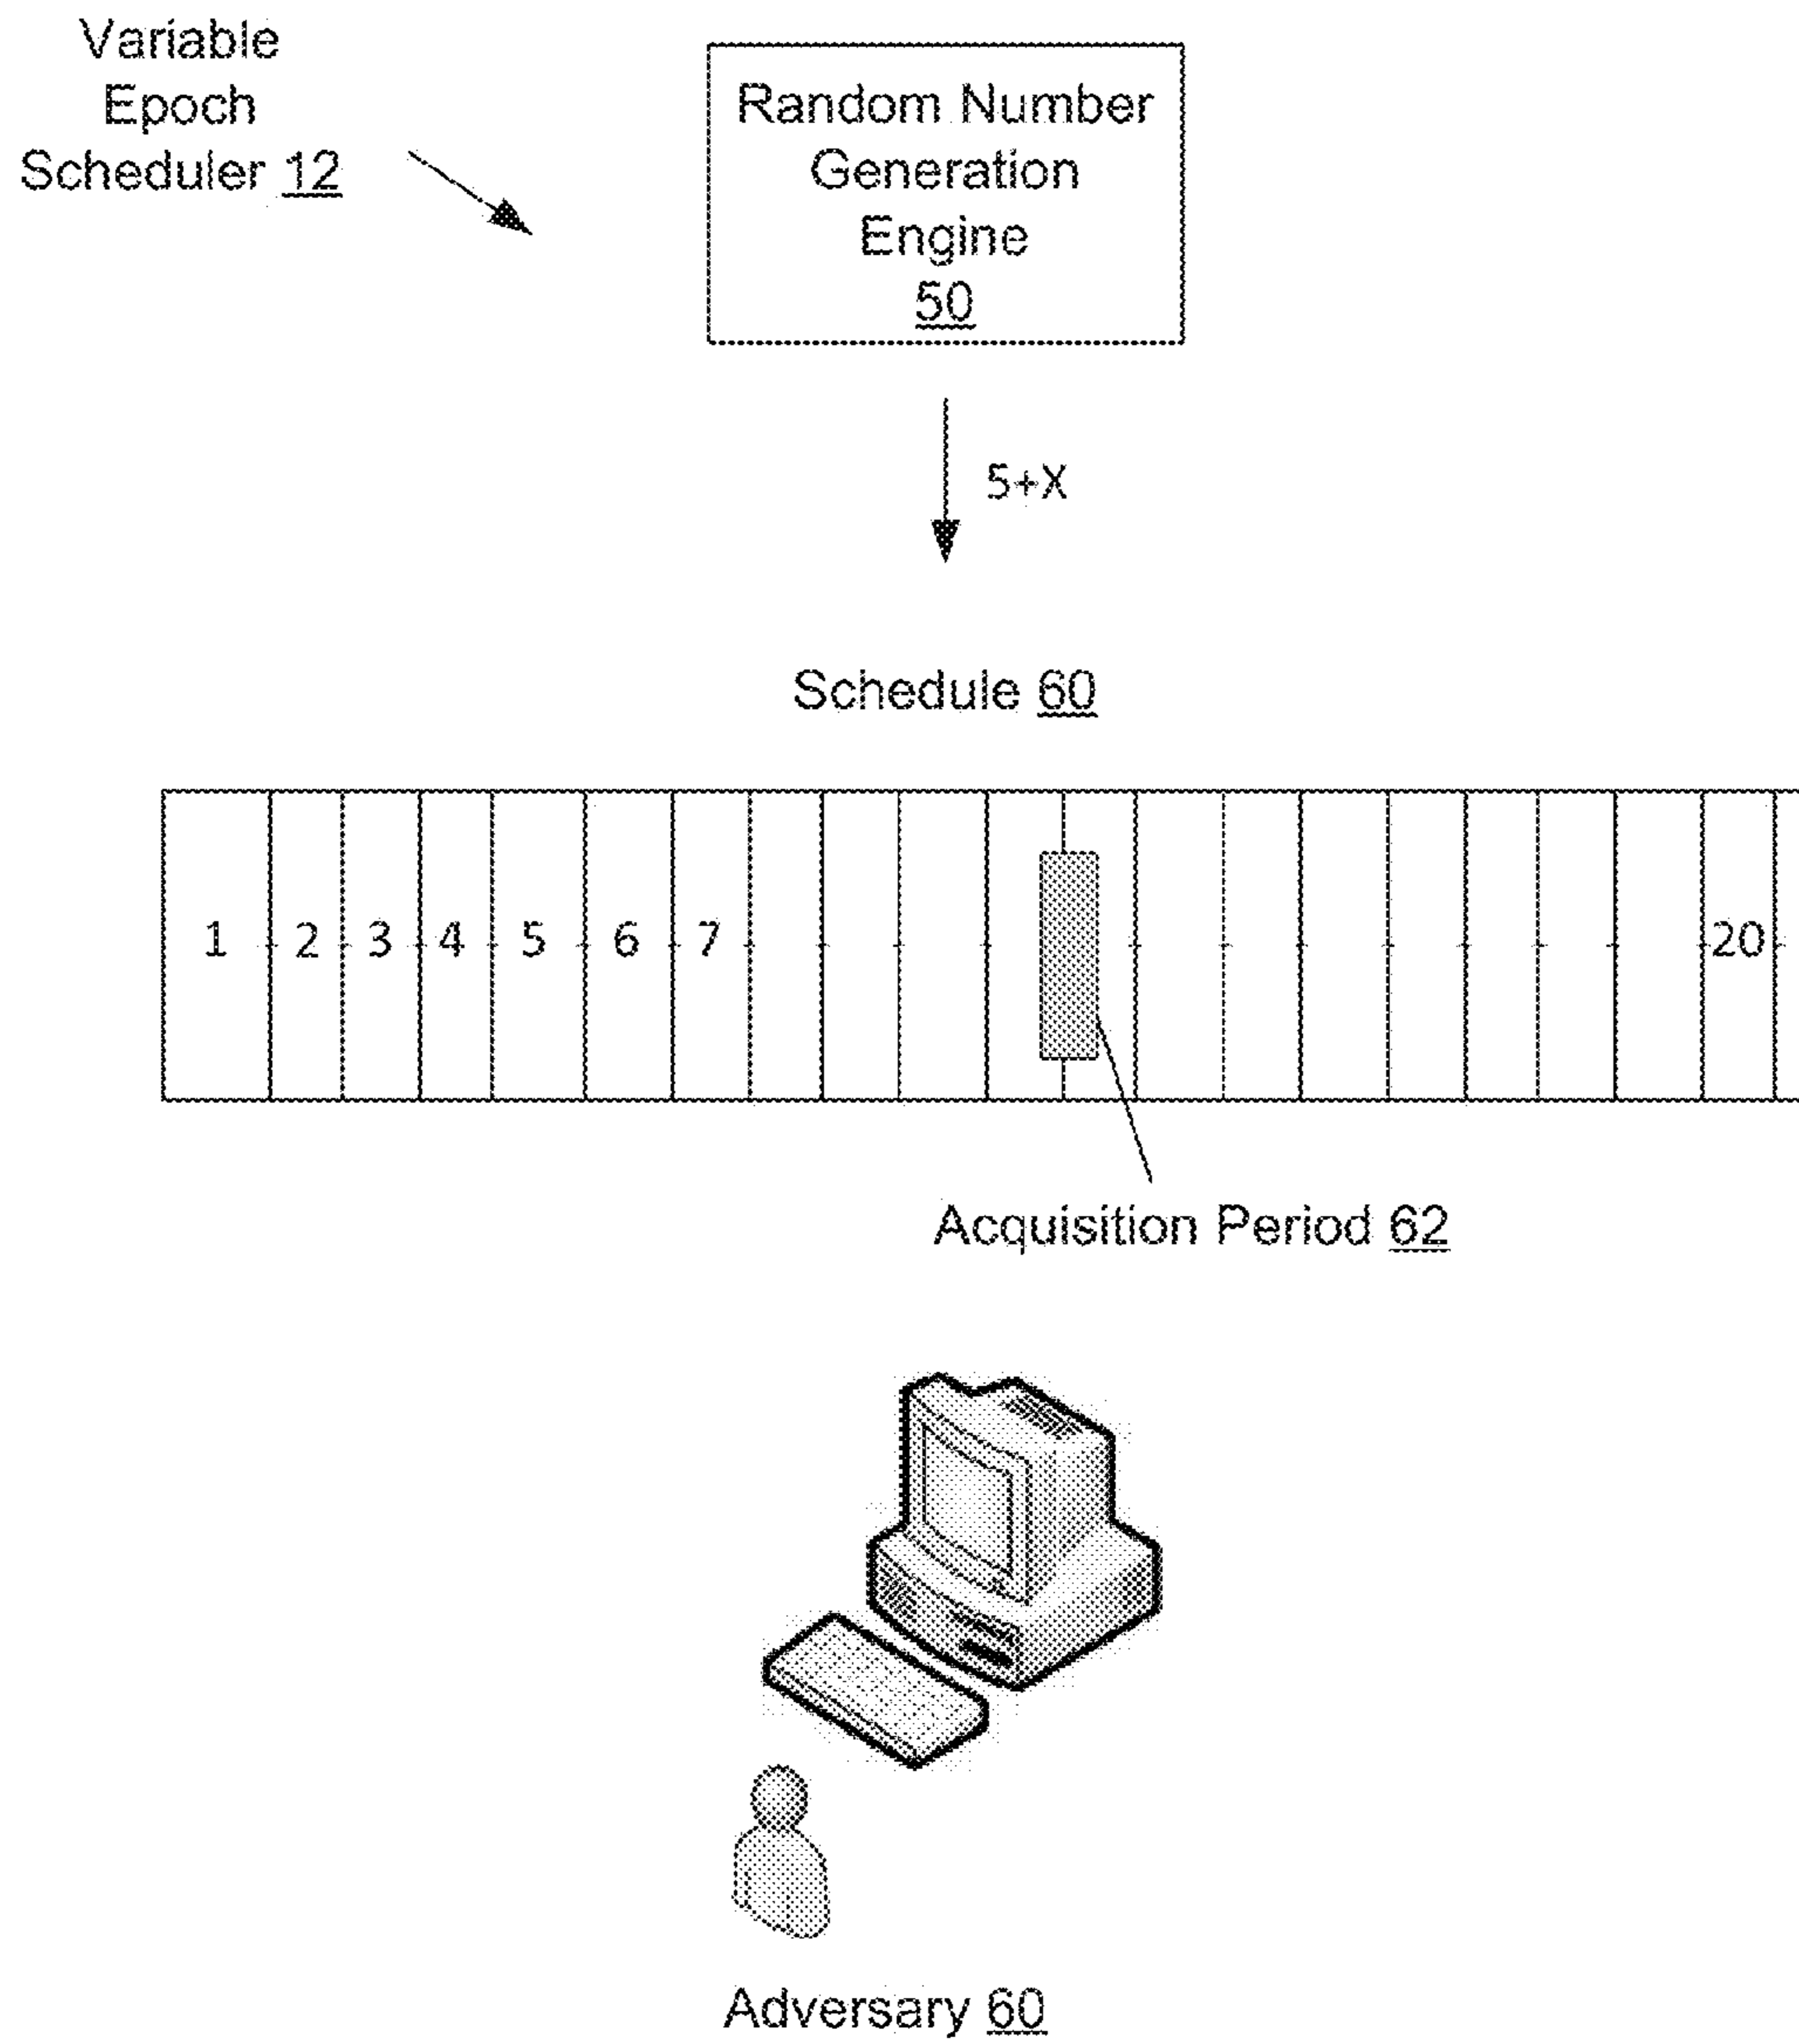 Variable
Epoch
Scheduler 12
Random Number
Generation
Engine
50
5+X
Schedule 60
1 2 3 4 5 6 7 20
Acquisition Period 62
Adversary 60